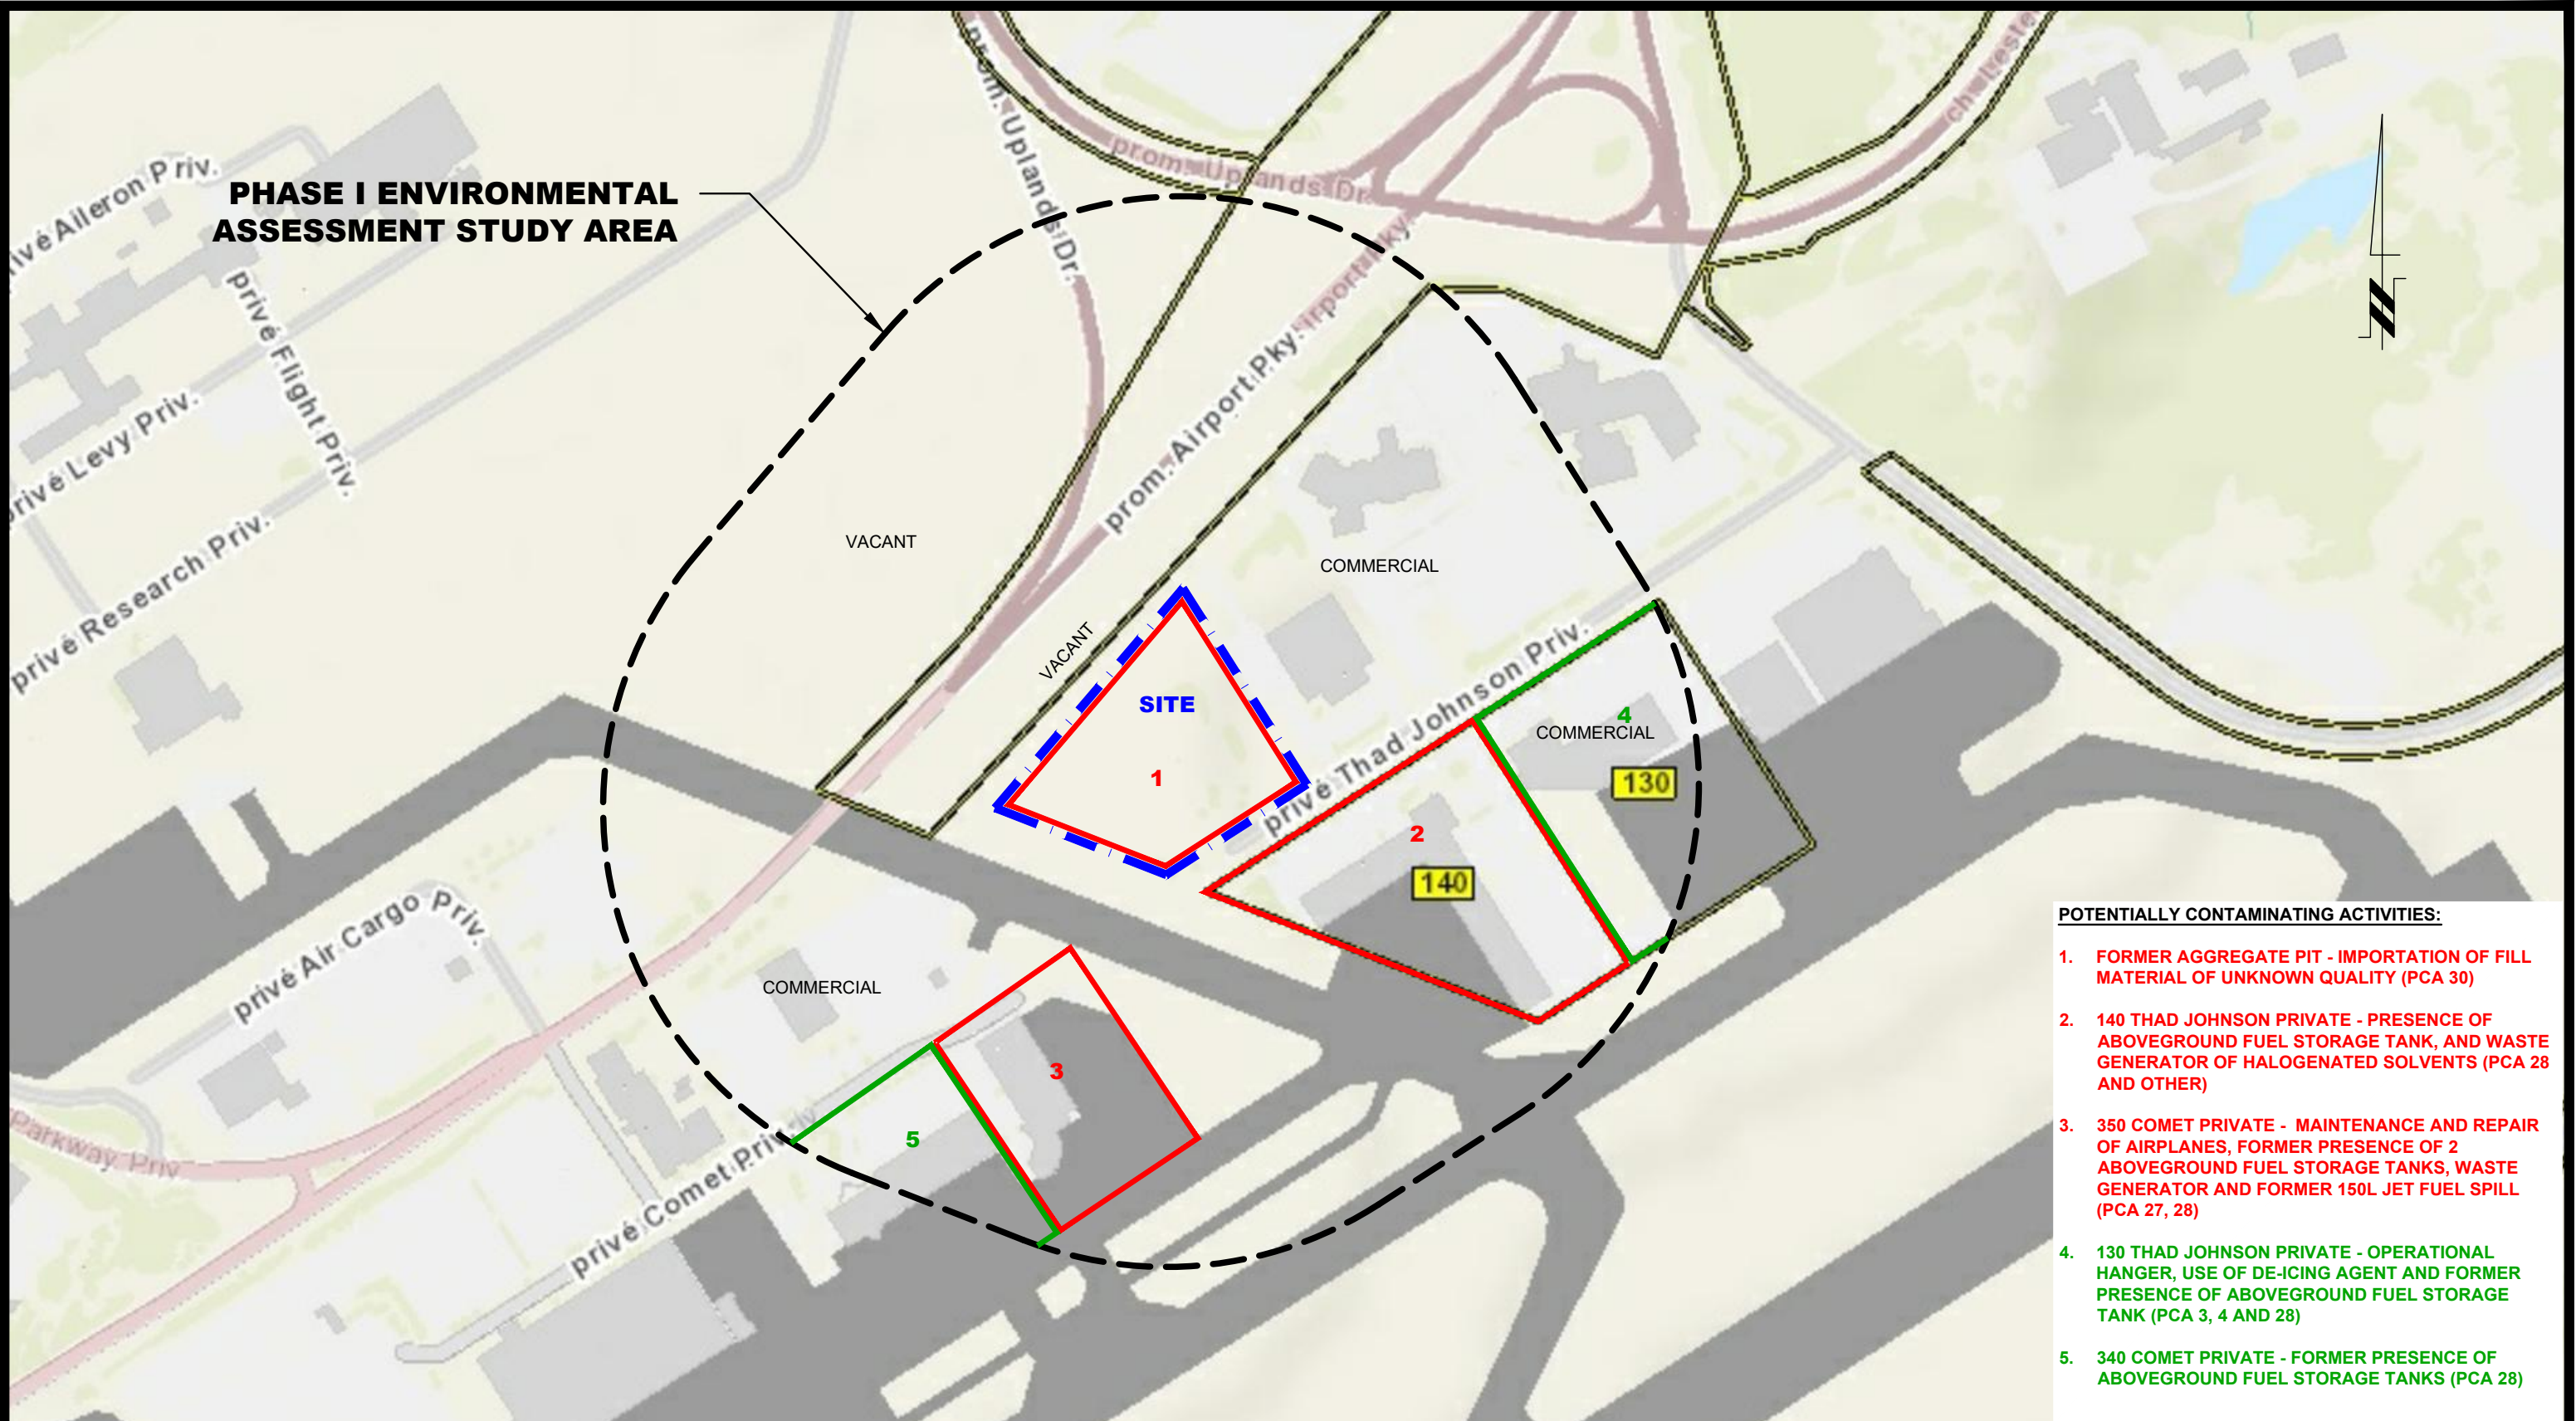 prom. Uplands Dr.
prom. Uplands Dr.
ch. Leste
ivé Aileron Priv.
PHASE I ENVIRONMENTAL
ASSESSMENT STUDY AREA
privé Flight Priv.
privé Levy Priv.
privé Research Priv.
prom. Airport Pky.
irport Pky.
VACANT
COMMERCIAL
VACANT
SITE
1
privé Thad Johnson Priv.
4
COMMERCIAL
130
2
140
privé Air Cargo Priv.
COMMERCIAL
3
5
Parkway Priv
privé Comet Priv
POTENTIALLY CONTAMINATING ACTIVITIES:
1. FORMER AGGREGATE PIT - IMPORTATION OF FILL
MATERIAL OF UNKNOWN QUALITY (PCA 30)
2. 140 THAD JOHNSON PRIVATE - PRESENCE OF
ABOVEGROUND FUEL STORAGE TANK, AND WASTE
GENERATOR OF HALOGENATED SOLVENTS (PCA 28
AND OTHER)
3. 350 COMET PRIVATE - MAINTENANCE AND REPAIR
OF AIRPLANES, FORMER PRESENCE OF 2
ABOVEGROUND FUEL STORAGE TANKS, WASTE
GENERATOR AND FORMER 150L JET FUEL SPILL
(PCA 27, 28)
4. 130 THAD JOHNSON PRIVATE - OPERATIONAL
HANGER, USE OF DE-ICING AGENT AND FORMER
PRESENCE OF ABOVEGROUND FUEL STORAGE
TANK (PCA 3, 4 AND 28)
5. 340 COMET PRIVATE - FORMER PRESENCE OF
ABOVEGROUND FUEL STORAGE TANKS (PCA 28)